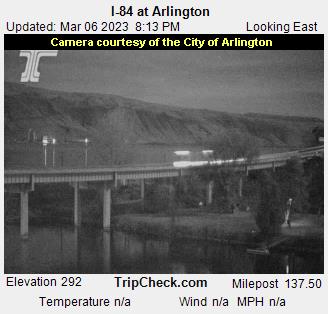 I-84 at Arlington
Updated: Mar 06 2023 8:13 PM Looking East
Camera courtesy of the City of Arlington
Elevation 292 TripCheck.com Milepost 137.50
Temperature n/a Wind n/a MPH n/a